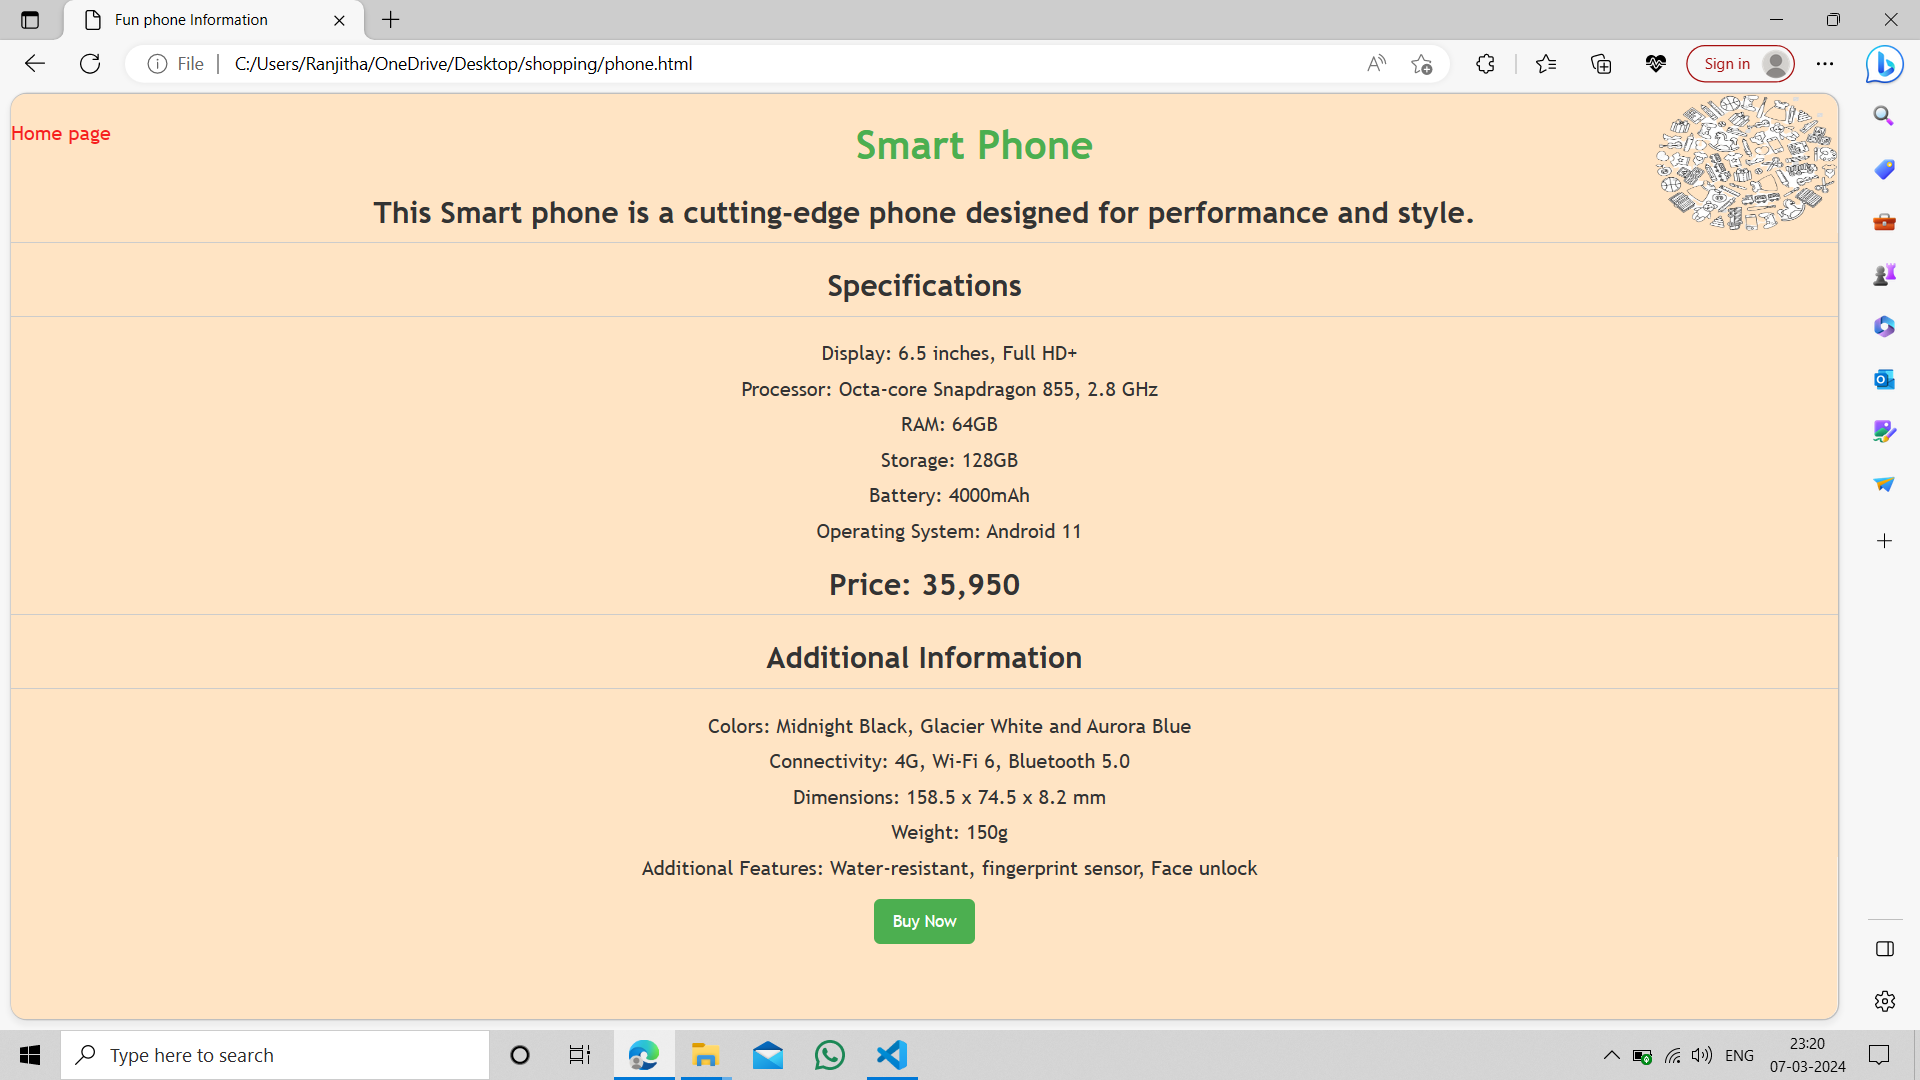 Fun phone Information
File
C:/Users/Ranjitha/OneDrive/Desktop/shopping/phone.html
Sign in
Home page
Smart Phone
This Smart phone is a cutting-edge phone designed for performance and style.
Specifications
Display: 6.5 inches, Full HD+
Processor: Octa-core Snapdragon 855, 2.8 GHz
RAM: 64GB
Storage: 128GB
Battery: 4000mAh
Operating System: Android 11
Price: 35,950
Additional Information
Colors: Midnight Black, Glacier White and Aurora Blue
Connectivity: 4G, Wi-Fi 6, Bluetooth 5.0
Dimensions: 158.5 x 74.5 x 8.2 mm
Weight: 150g
Additional Features: Water-resistant, fingerprint sensor, Face unlock
Buy Now
Type here to search
ENG
23:20
07-03-2024